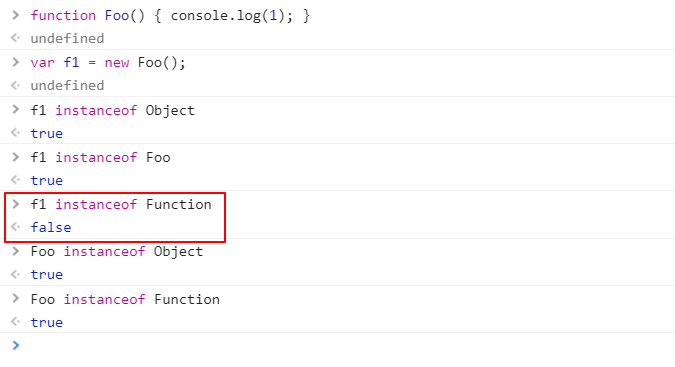 > function Foo() { console.log(1); }
undefined
> var f1 = new Foo();
undefined
> f1 instanceof Object
true
> f1 instanceof Foo
true
> f1 instanceof Function
false
> Foo instanceof Object
true
> Foo instanceof Function
true
>